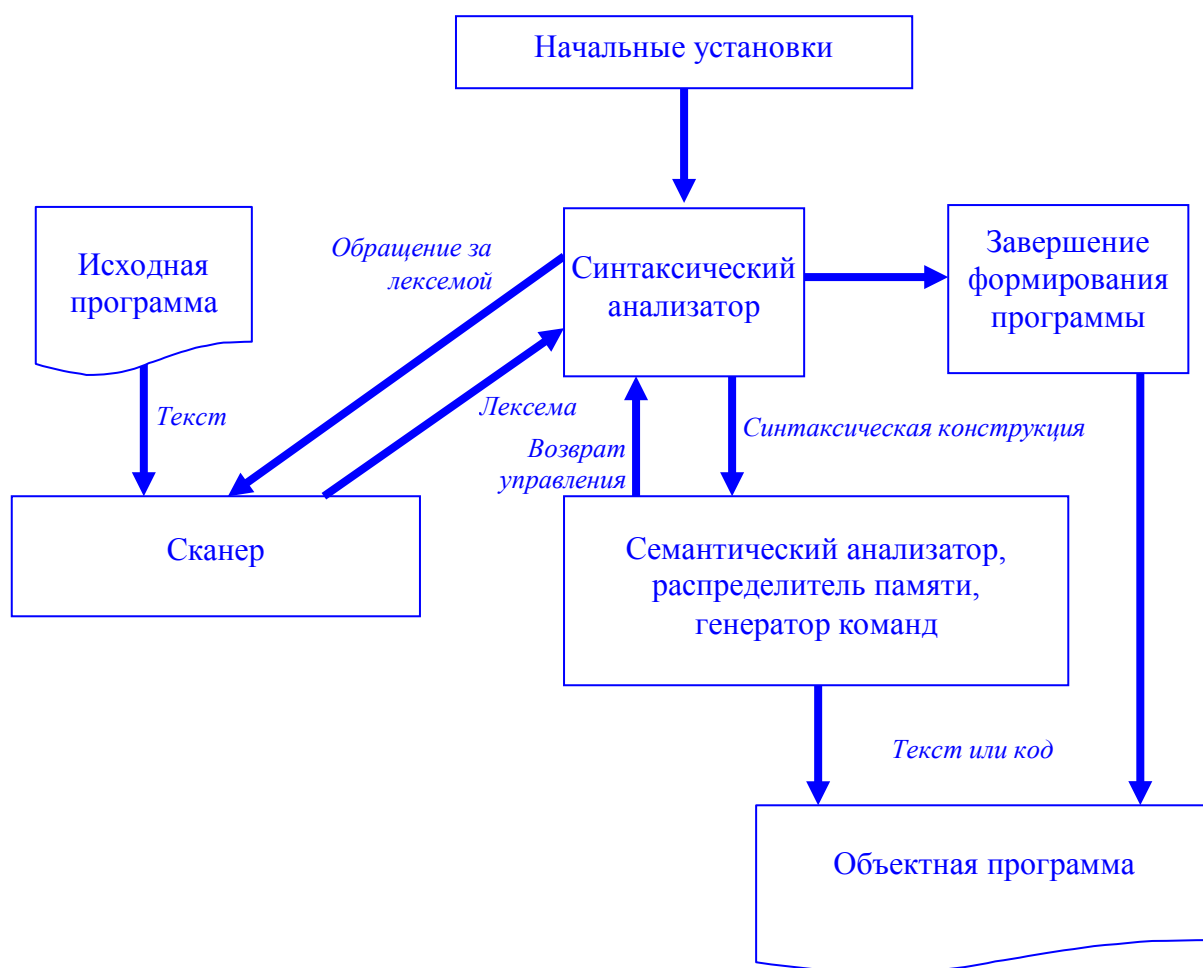 Начальные установки
Исходная
программа
Обращение за
лексемой
Синтаксический
анализатор
Завершение
формирования
программы
Текст
Лексема
Возврат
управления
Синтаксическая конструкция
Сканер
Семантический анализатор,
распределитель памяти,
генератор команд
Текст или код
Объектная программа